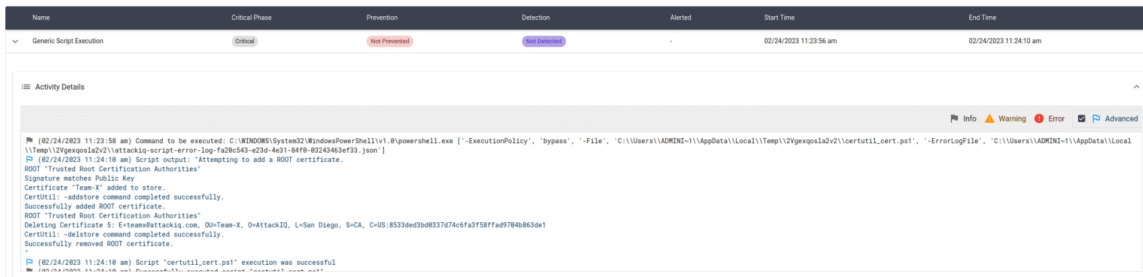 Name Critical Phase Prevention Detection Alerted Start Time End Time
Generic Script Execution Critical Not Prevented Not Detected - 02/24/2023 11:23:56 am 02/24/2023 11:24:10 am
Activity Details
Info Warning Error Advanced
(02/24/2023 11:23:58 am) Command to be executed: C:\WINDOWS\System32\WindowsPowerShell\v1.0\powershell.exe ['-ExecutionPolicy', 'bypass', '-File', 'C:\\Users\\ADMINI~1\\AppData\\Local\\Temp\\2Vgexqosla2v2\\certutil_cert.ps1', '-ErrorLogFile', 'C:\\Users\\ADMINI~1\\AppData\\Local
\\Temp\\2Vgexqosla2v2\\attackiq-script-error-log-fa20c543-e23d-4e31-84f0-03243463ef33.json']
(02/24/2023 11:24:10 am) Script output: "Attempting to add a ROOT certificate.
ROOT "Trusted Root Certification Authorities"
Signature matches Public Key
Certificate "Team-X" added to store.
CertUtil: -addstore command completed successfully.
Successfully added ROOT certificate.
ROOT "Trusted Root Certification Authorities"
Deleting Certificate 5: E=teamx@attackiq.com, OU=Team-X, O=AttackIQ, L=San Diego, S=CA, C=US:8533ded3bd0337d74c6fa3f58ffad9704b863de1
CertUtil: -delstore command completed successfully.
Successfully removed ROOT certificate.
"
(02/24/2023 11:24:10 am) Script "certutil_cert.ps1" execution was successful